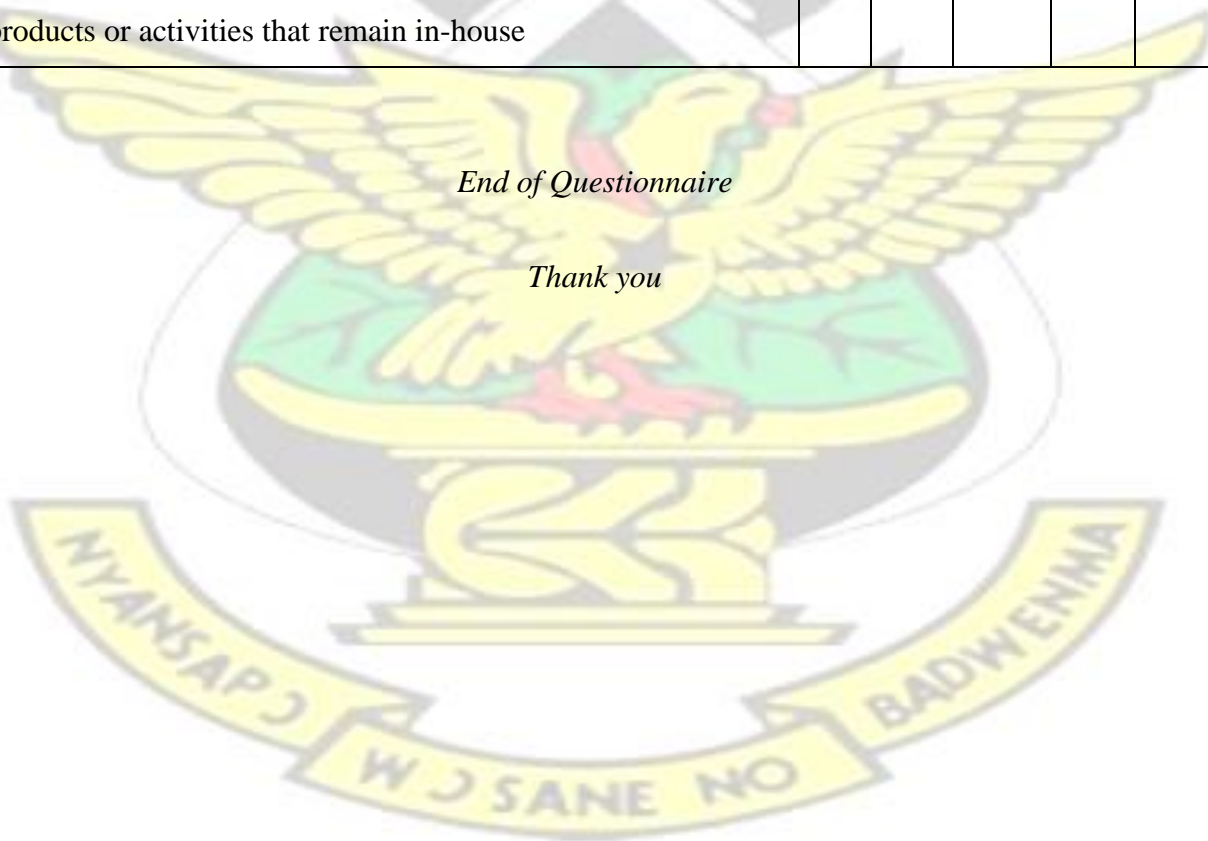 products or activities that remain in-house
End of Questionnaire
Thank you
NYANSAPƆ
WƆSANE NO
BADWENMA